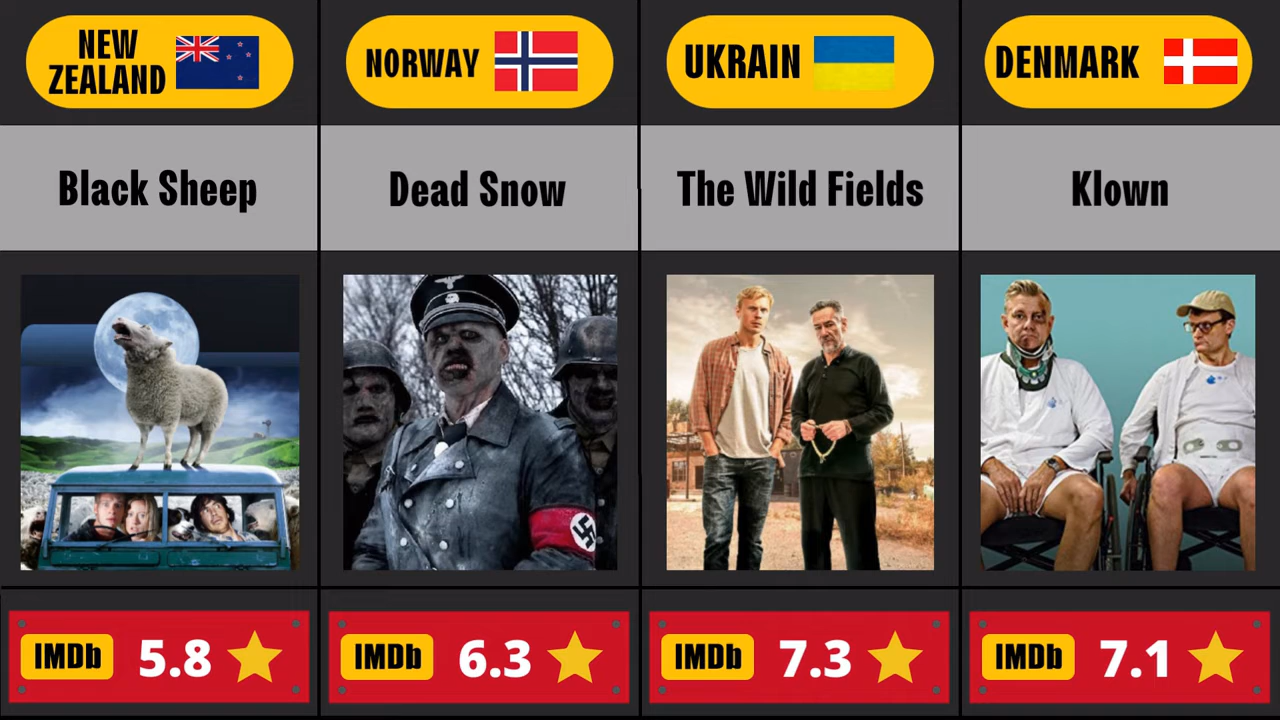 NEW
ZEALAND
NORWAY
UKRAIN
DENMARK
Black Sheep
Dead Snow
The Wild Fields
Klown
IMDb 5.8
IMDb 6.3
IMDb 7.3
IMDb 7.1